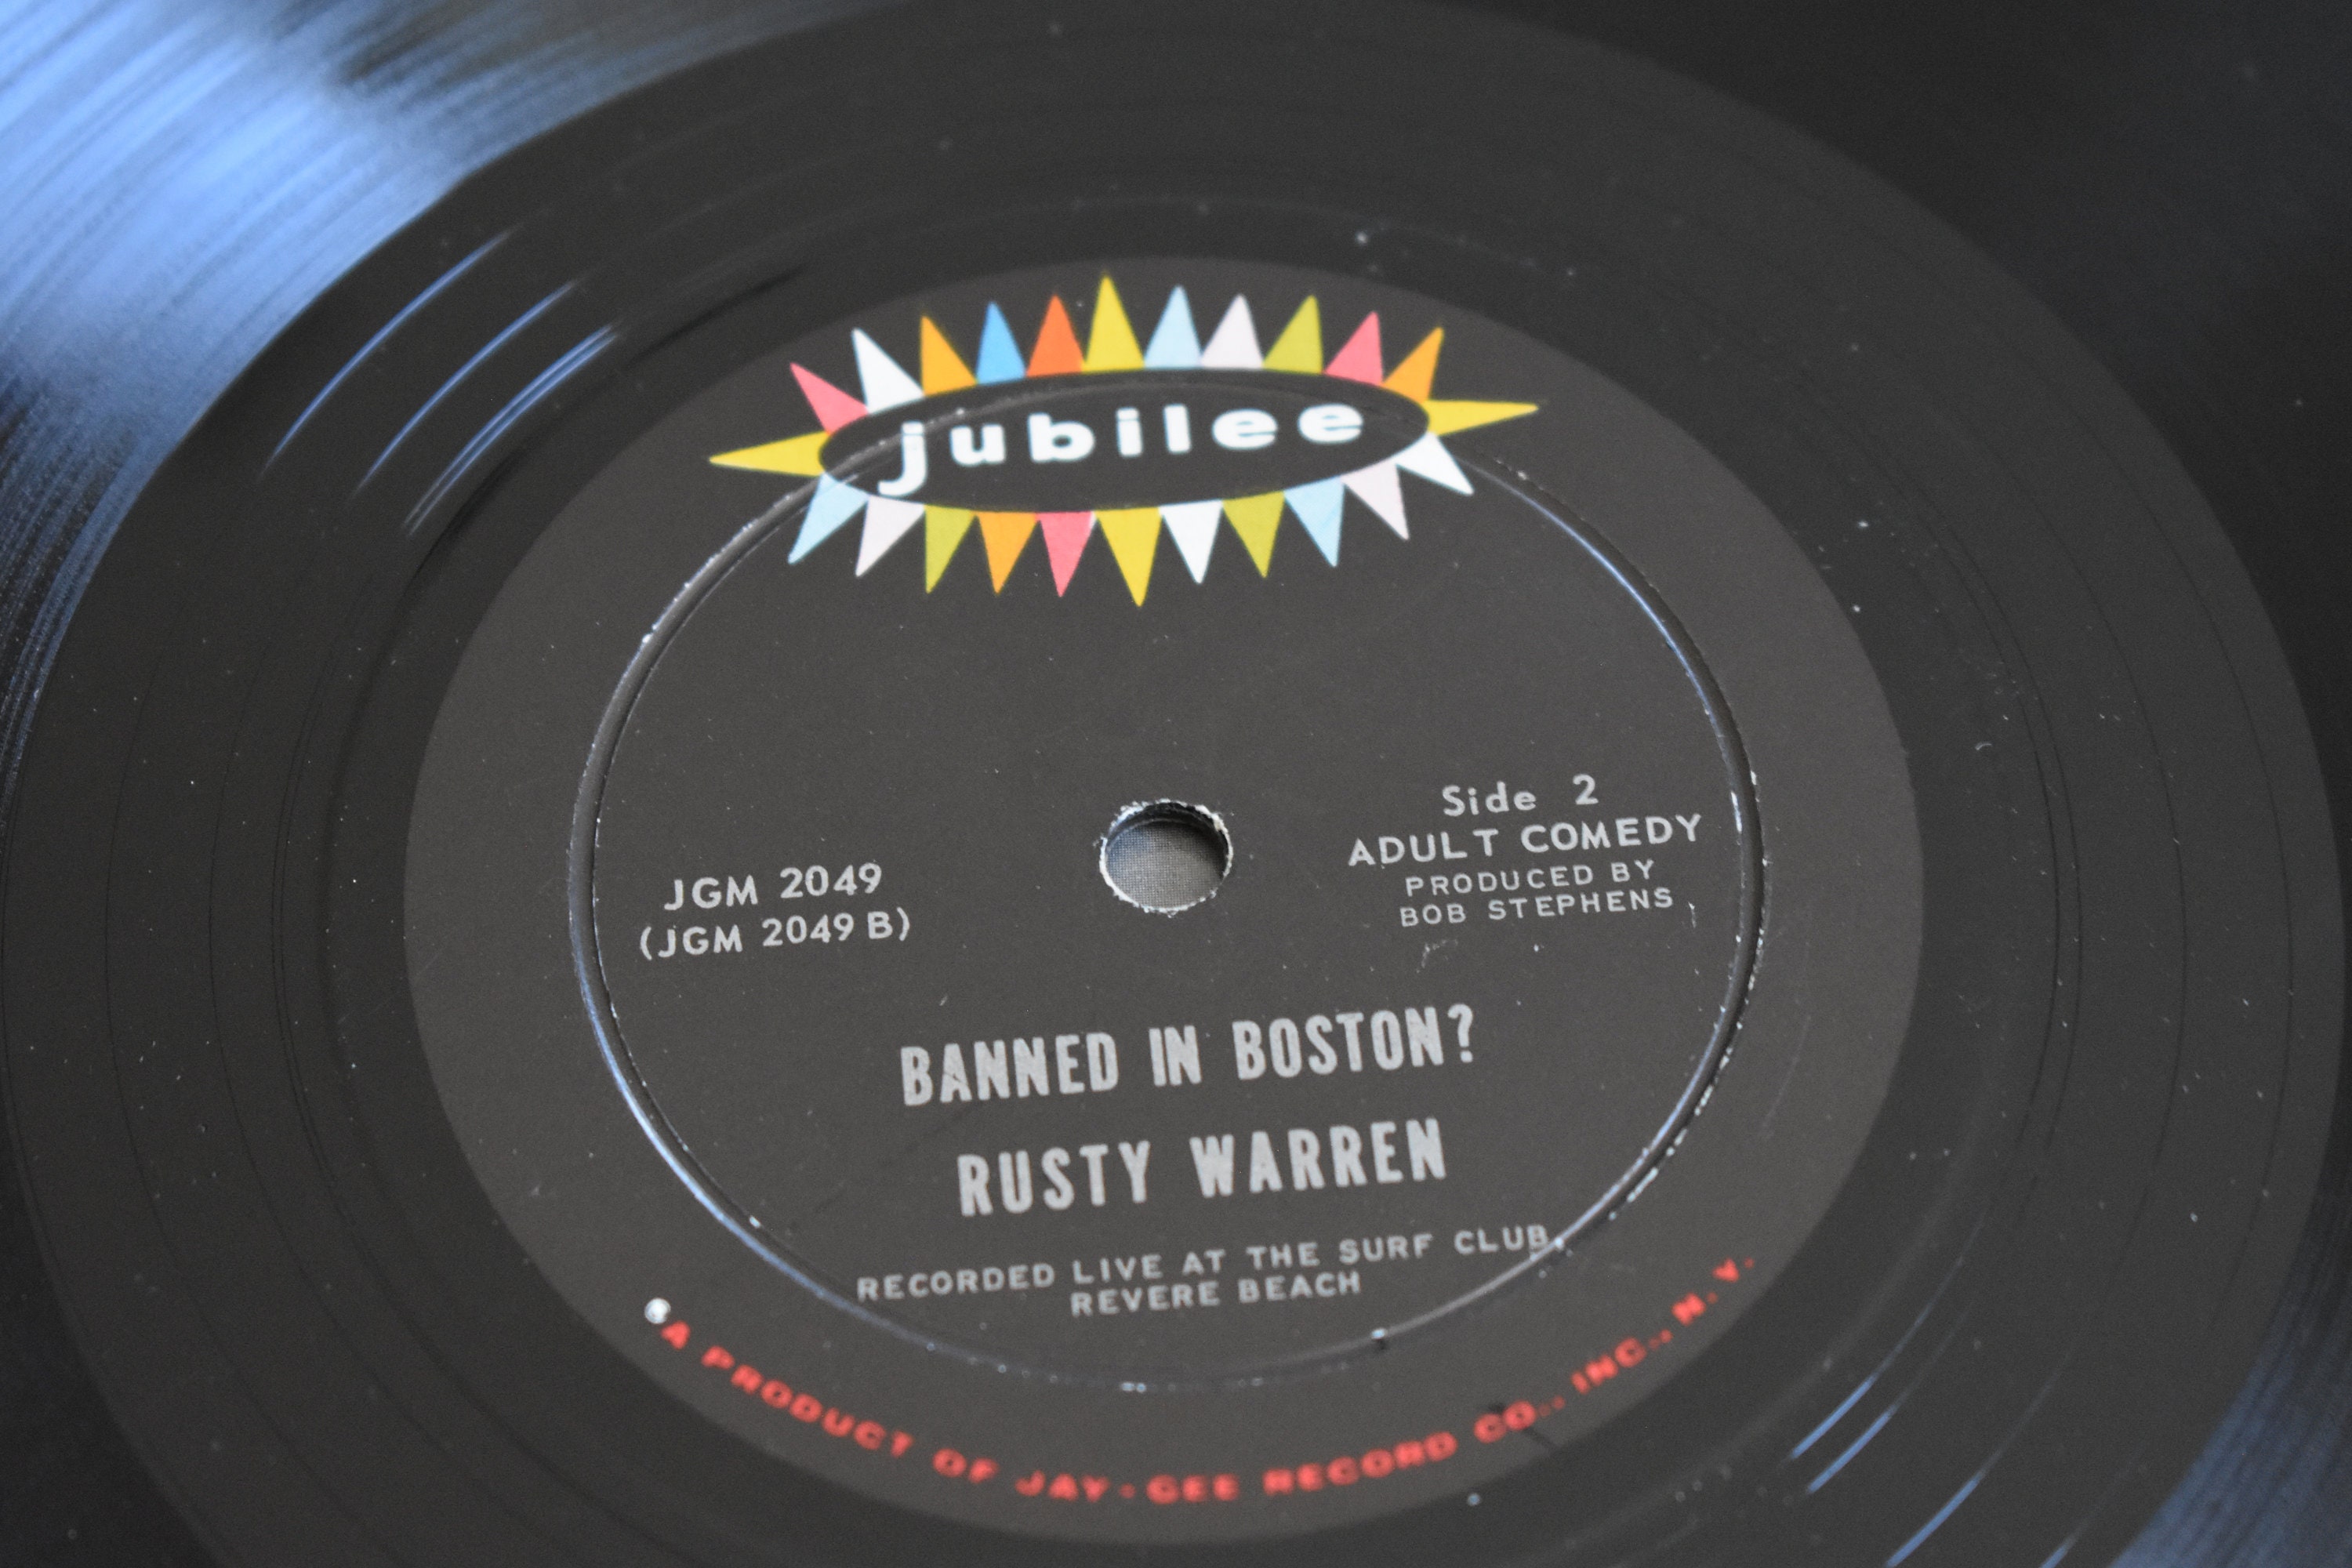 jubilee
Side 2
ADULT COMEDY
PRODUCED BY
BOB STEPHENS
JGM 2049
(JGM 2049 B)
BANNED IN BOSTON?
RUSTY WARREN
RECORDED LIVE AT THE SURF CLUB,
REVERE BEACH
A PRODUCT OF JAY-GEE RECORD CO., INC., N.Y.